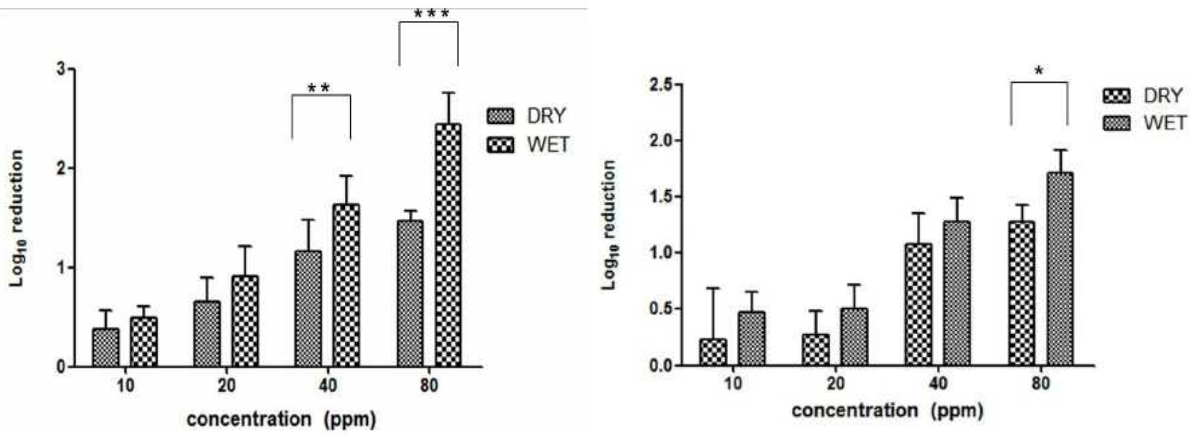 ***
**
3
2
1
0
Log₁₀ reduction
DRY
WET
10 20 40 80
concentration (ppm)
*
2.5
2.0
1.5
1.0
0.5
0.0
Log₁₀ reduction
DRY
WET
10 20 40 80
concentration (ppm)